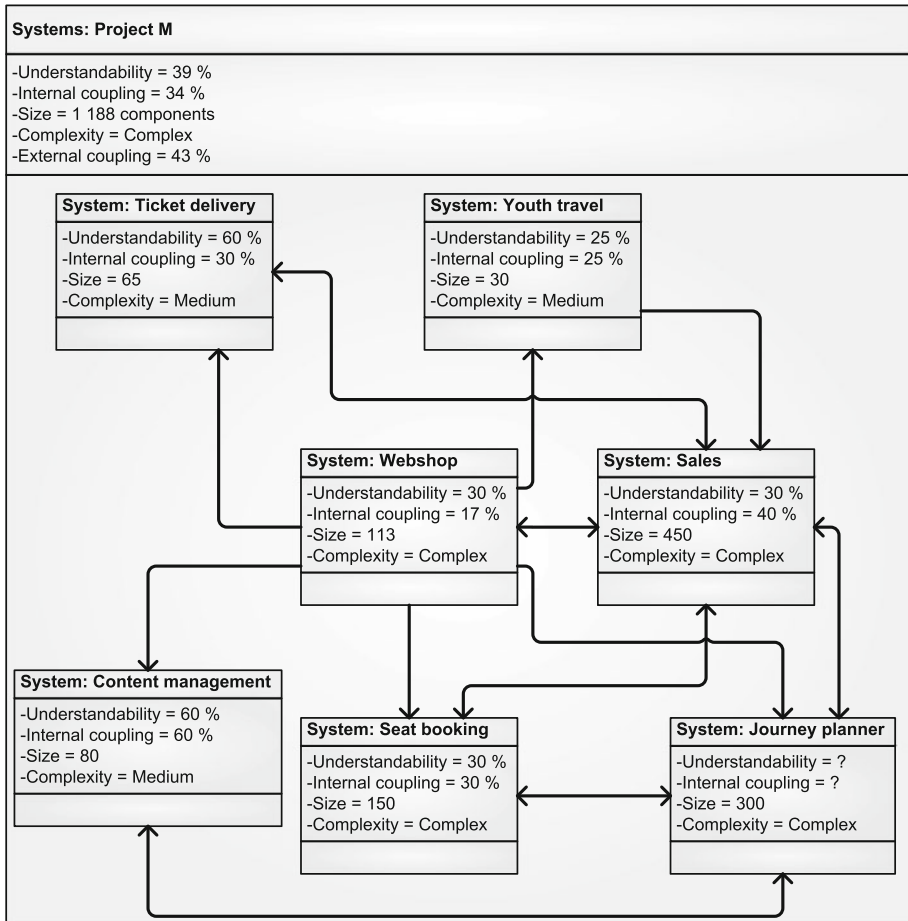 Systems: Project M
-Understandability = 39 %
-Internal coupling = 34 %
-Size = 1 188 components
-Complexity = Complex
-External coupling = 43 %
System: Ticket delivery
-Understandability = 60 %
-Internal coupling = 30 %
-Size = 65
-Complexity = Medium
System: Youth travel
-Understandability = 25 %
-Internal coupling = 25 %
-Size = 30
-Complexity = Medium
System: Webshop
-Understandability = 30 %
-Internal coupling = 17 %
-Size = 113
-Complexity = Complex
System: Sales
-Understandability = 30 %
-Internal coupling = 40 %
-Size = 450
-Complexity = Complex
System: Content management
-Understandability = 60 %
-Internal coupling = 60 %
-Size = 80
-Complexity = Medium
System: Seat booking
-Understandability = 30 %
-Internal coupling = 30 %
-Size = 150
-Complexity = Complex
System: Journey planner
-Understandability = ?
-Internal coupling = ?
-Size = 300
-Complexity = Complex